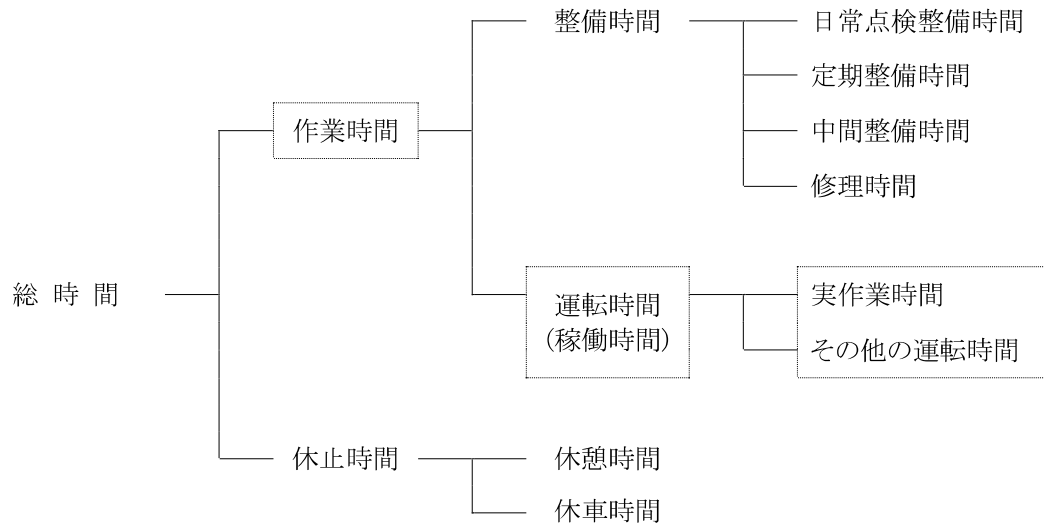 整備時間
日常点検整備時間
定期整備時間
作業時間
中間整備時間
修理時間
総 時 間
運転時間
(稼働時間)
実作業時間
その他の運転時間
休止時間
休憩時間
休車時間